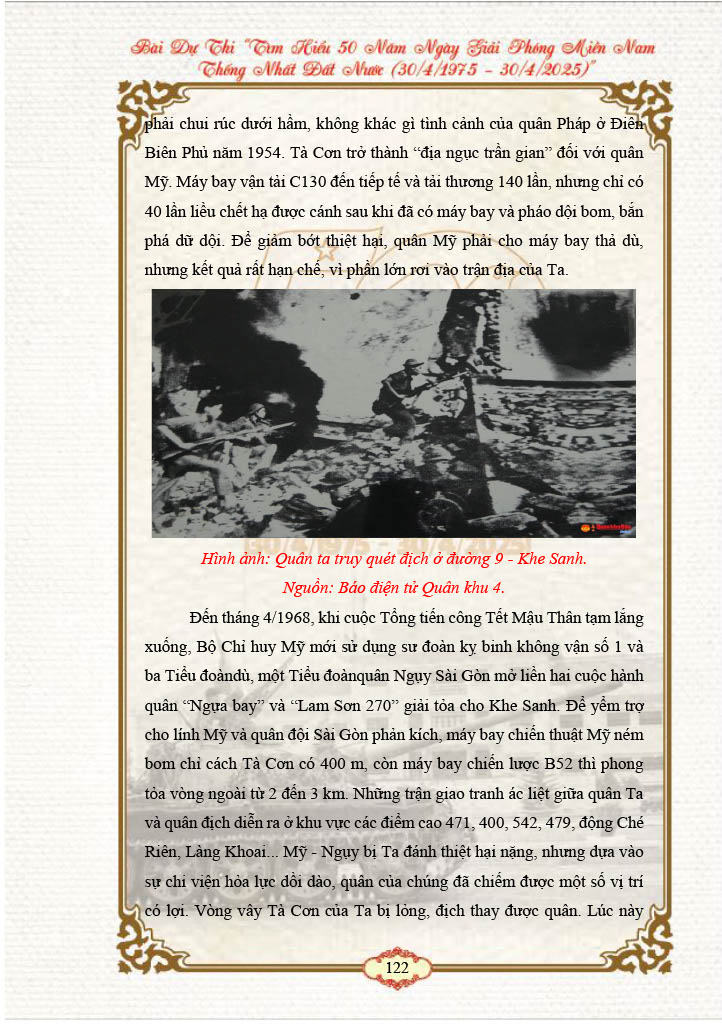 Bài Dự Thi "Tìm Hiểu 50 Năm Ngày Giải Phóng Miền Nam
Thống Nhất Đất Nước (30/4/1975 – 30/4/2025)"
phải chui rúc dưới hầm, không khác gì tình cảnh của quân Pháp ở Điện
Biên Phủ năm 1954. Tà Cơn trở thành “địa ngục trần gian” đối với quân
Mỹ. Máy bay vận tải C130 đến tiếp tế và tải thương 140 lần, nhưng chỉ có
40 lần liều chết hạ được cánh sau khi đã có máy bay và pháo dội bom, bắn
phá dữ dội. Để giảm bớt thiệt hại, quân Mỹ phải cho máy bay thả dù,
nhưng kết quả rất hạn chế, vì phần lớn rơi vào trận địa của Ta.
30/4/1975 - 30/4/2025
Hình ảnh: Quân ta truy quét địch ở đường 9 - Khe Sanh.
Nguồn: Báo điện tử Quân khu 4.
Đến tháng 4/1968, khi cuộc Tổng tiến công Tết Mậu Thân tạm lắng
xuống, Bộ Chỉ huy Mỹ mới sử dụng sư đoàn kỵ binh không vận số 1 và
ba Tiểu đoàndù, một Tiểu đoànquân Ngụy Sài Gòn mở liền hai cuộc hành
quân “Ngựa bay” và “Lam Sơn 270” giải tỏa cho Khe Sanh. Để yểm trợ
cho lính Mỹ và quân đội Sài Gòn phản kích, máy bay chiến thuật Mỹ ném
bom chỉ cách Tà Cơn có 400 m, còn máy bay chiến lược B52 thì phong
tỏa vòng ngoài từ 2 đến 3 km. Những trận giao tranh ác liệt giữa quân Ta
và quân địch diễn ra ở khu vực các điểm cao 471, 400, 542, 479, động Ché
Riên, Làng Khoai... Mỹ - Ngụy bị Ta đánh thiệt hại nặng, nhưng dựa vào
sự chi viện hỏa lực dồi dào, quân của chúng đã chiếm được một số vị trí
có lợi. Vòng vây Tà Cơn của Ta bị lỏng, địch thay được quân. Lúc này
122